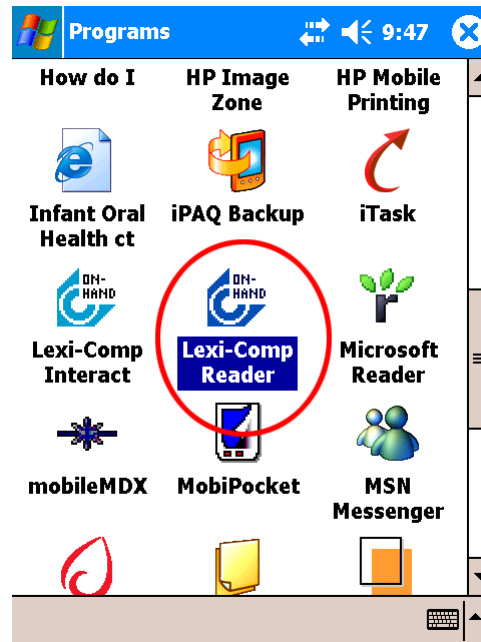 Programs 9:47
How do I HP Image HP Mobile
Zone Printing
Infant Oral iPAQ Backup iTask
Health ct
ON- ON-
HAND HAND
Lexi-Comp Lexi-Comp Microsoft
Interact Reader Reader
r
mobileMDX MobiPocket MSN
Messenger